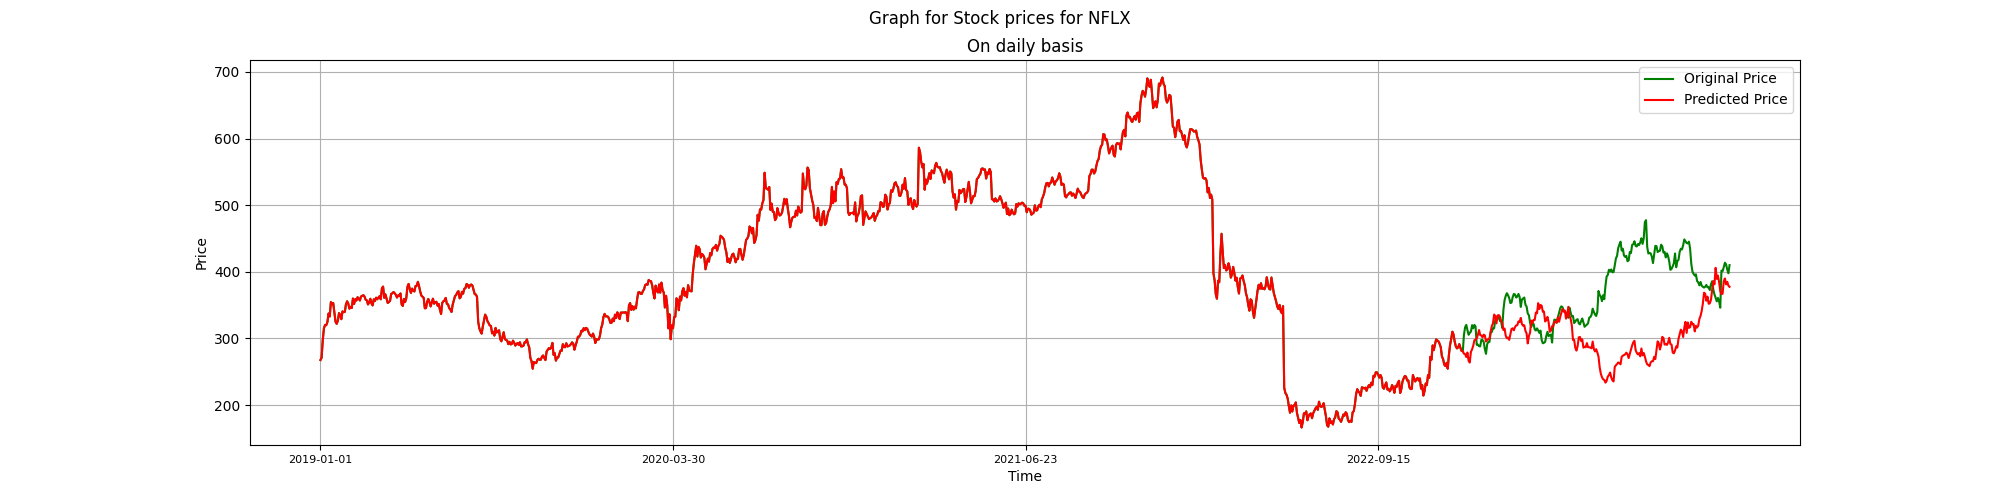 Graph for Stock prices for NFLX
On daily basis
Original Price
Predicted Price
700
600
500
400
300
200
Price
2019-01-01
2020-03-30
2021-06-23
2022-09-15
Time